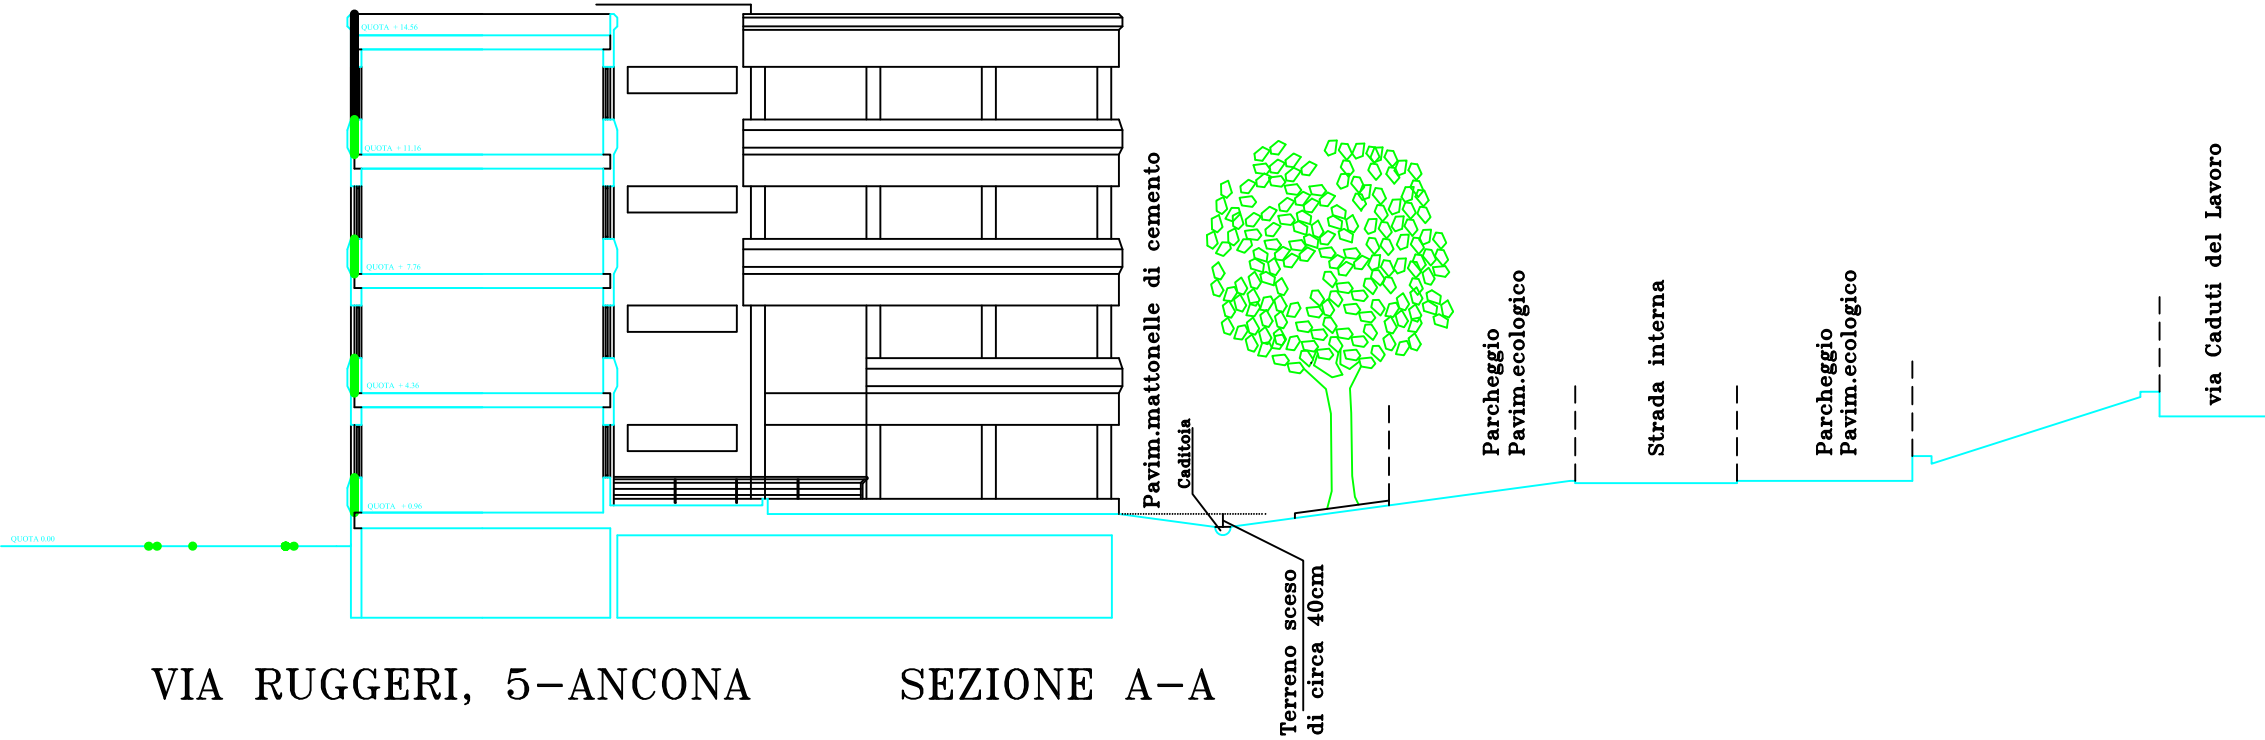 QUOTA + 14.56
QUOTA + 11.16
QUOTA + 7.76
QUOTA + 4.36
QUOTA + 0.96
QUOTA 0.00
Pavim.mattonelle di cemento
Caditoia
Terreno sceso
di circa 40cm
Parcheggio
Pavim.ecologico
Strada interna
Parcheggio
Pavim.ecologico
via Caduti del Lavoro
VIA RUGGERI, 5-ANCONA
SEZIONE A-A